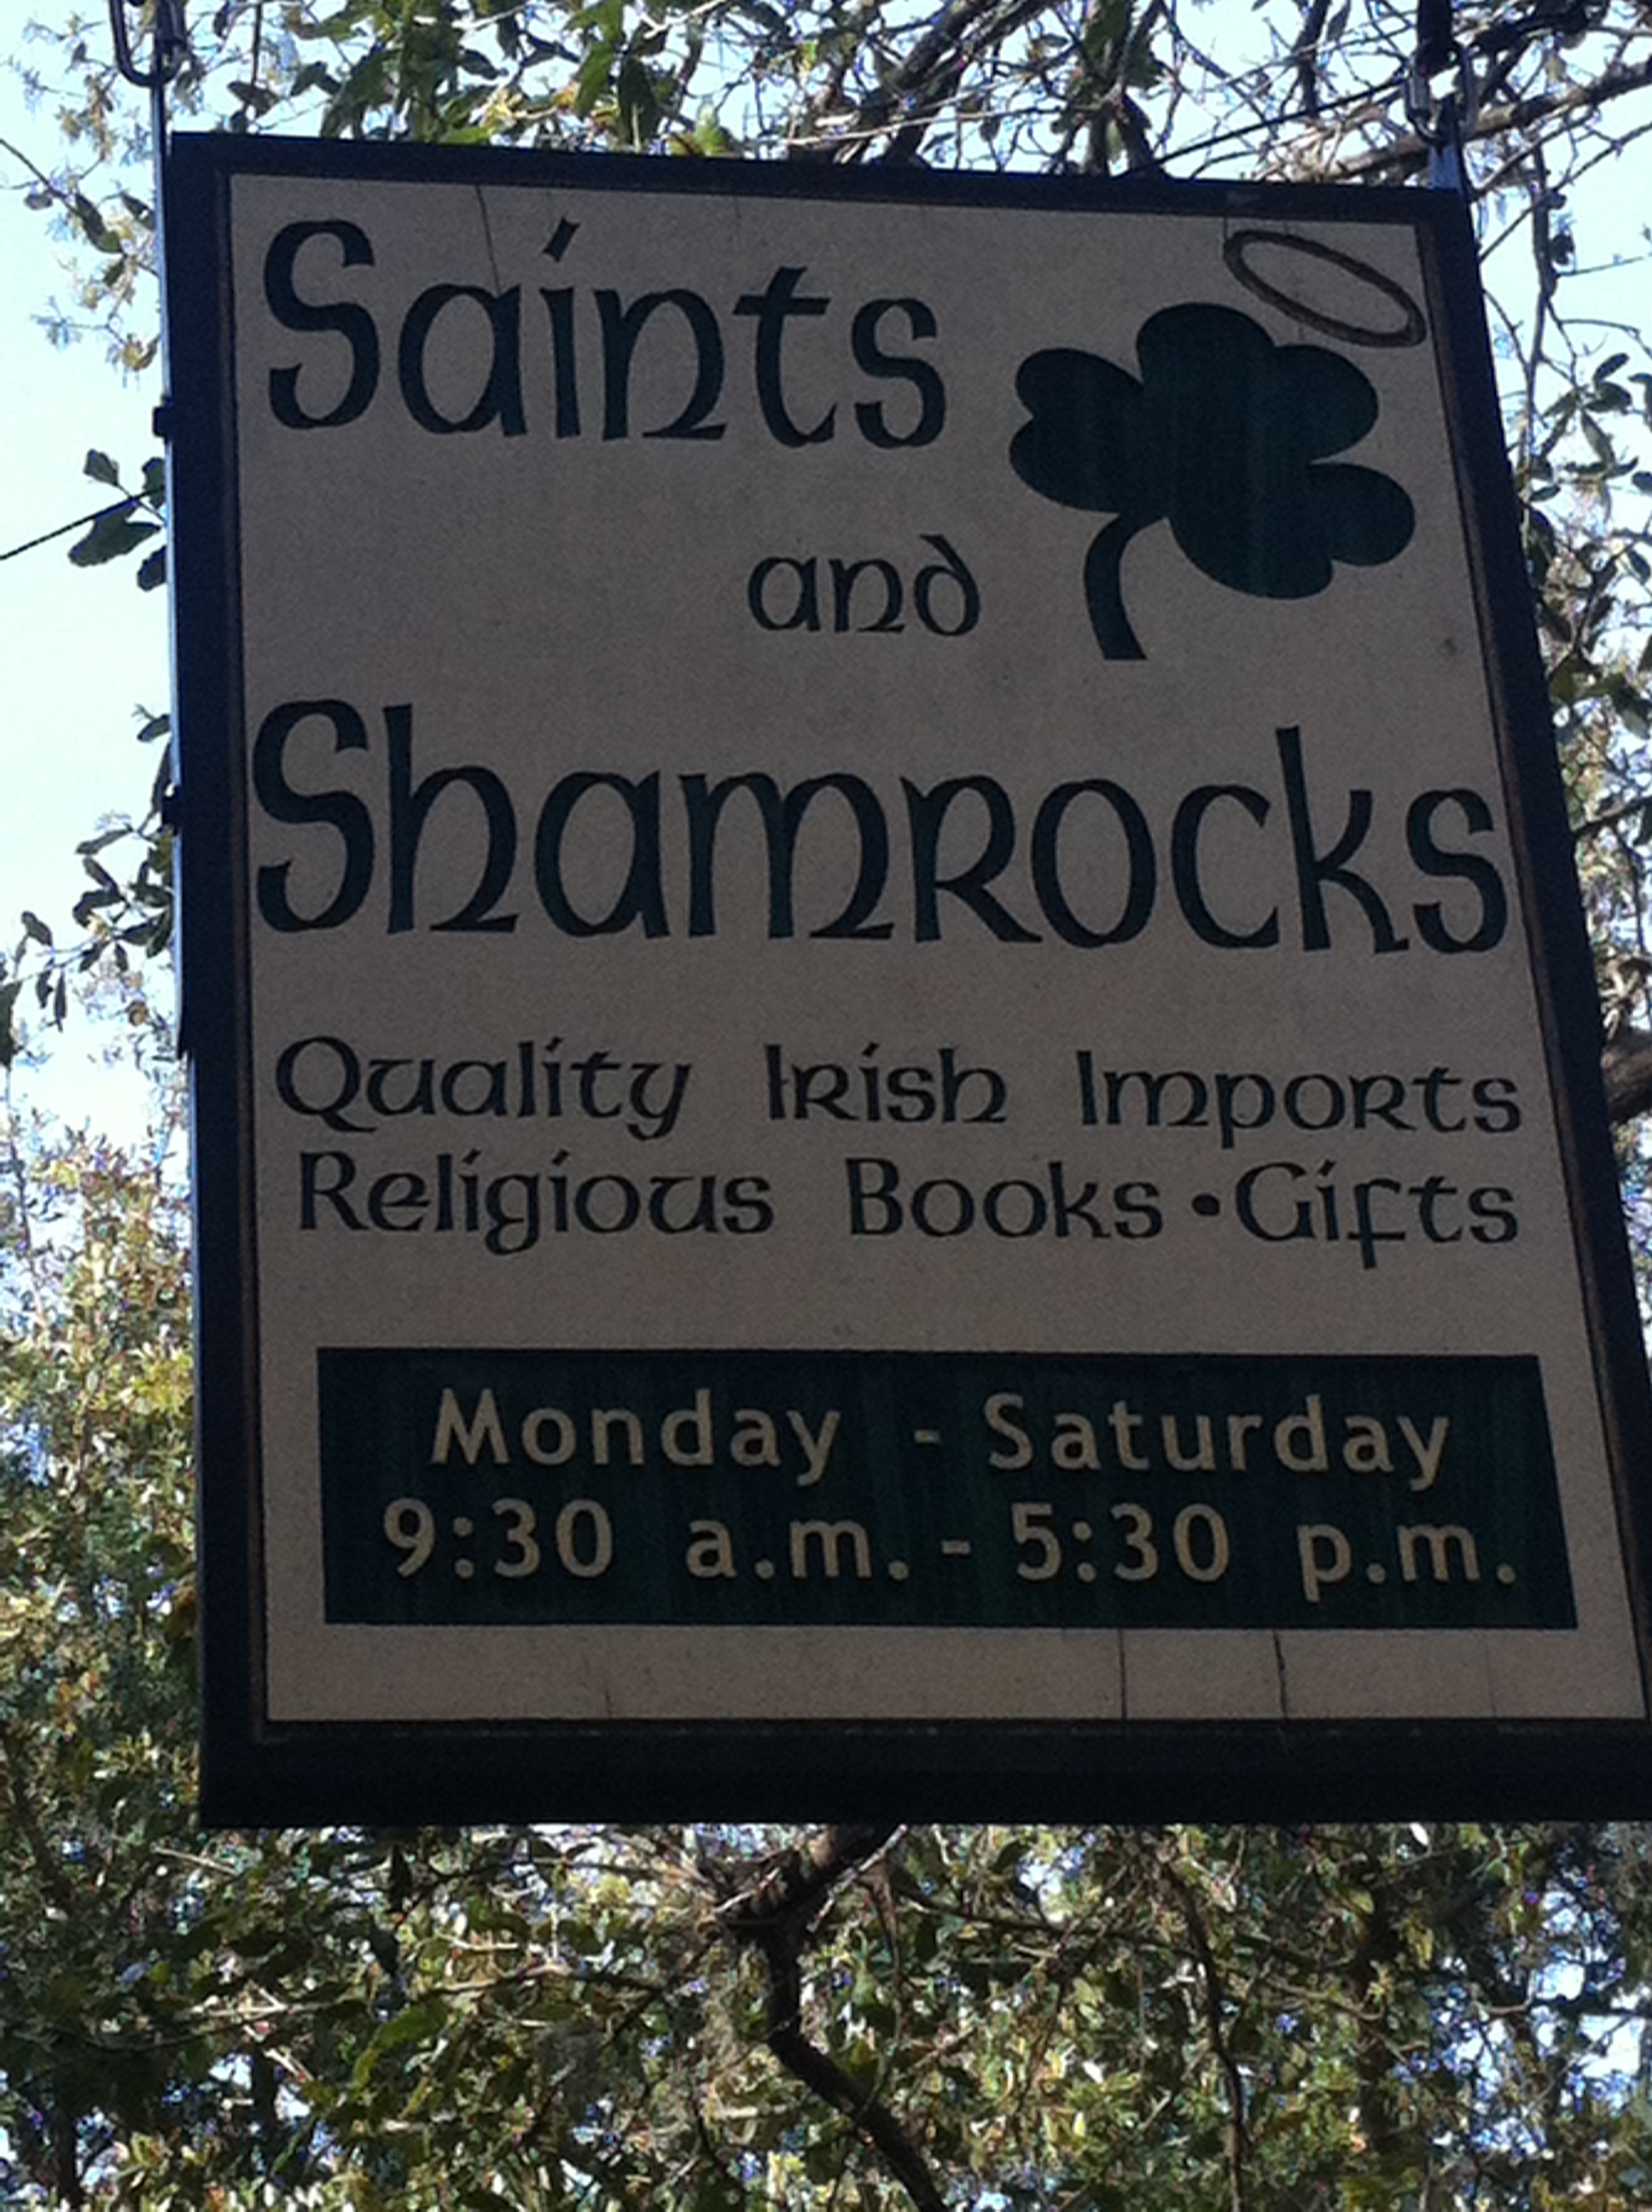 Saints
and
Shamrocks
Quality Irish Imports
Religious Books • Gifts
Monday - Saturday
9:30 a.m. - 5:30 p.m.